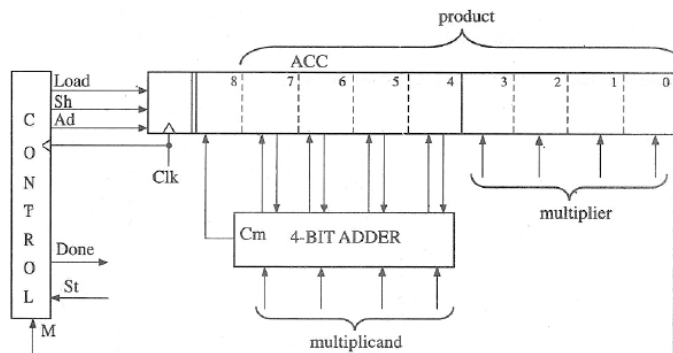 product
ACC
Load
Sh
Ad
8 7 6 5 4 3 2 1 0
CONTROL
Clk
multiplier
Cm 4-BIT ADDER
Done
St
M
multiplicand